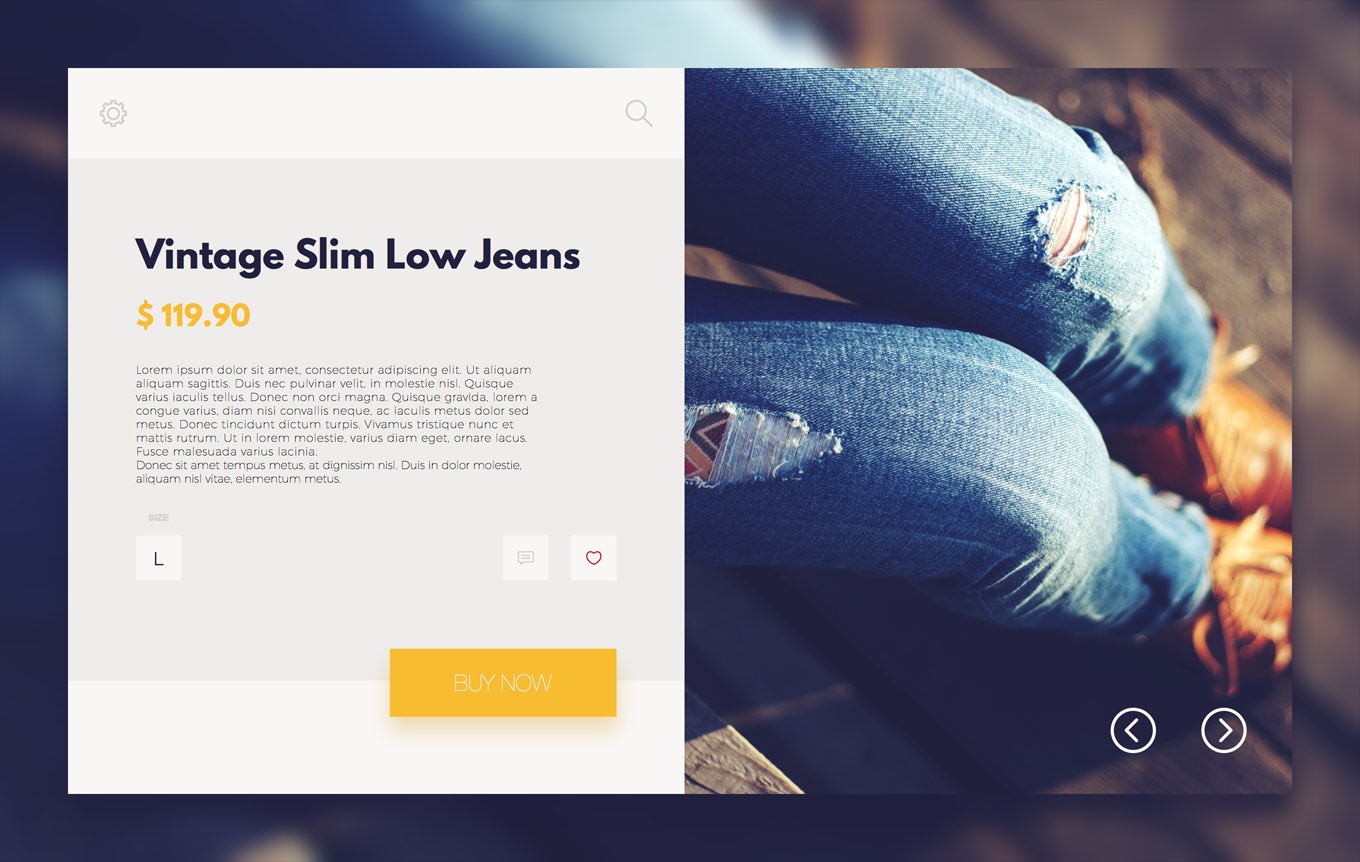 Vintage Slim Low Jeans
$ 119.90
Lorem ipsum dolor sit amet, consectetur adipiscing elit. Ut aliquam
aliquam sagittis. Duis nec pulvinar velit, in molestie nisl. Quisque
varius iaculis tellus. Donec non orci magna. Quisque gravida, lorem a
congue varius, diam nisi convallis neque, ac iaculis metus dolor sed
metus. Donec tincidunt dictum turpis. Vivamus tristique nunc et
mattis rutrum. Ut in lorem molestie, varius diam eget, ornare lacus.
Fusce malesuada varius lacinia.
Donec sit amet tempus metus, at dignissim nisl. Duis in dolor molestie,
aliquam nisl vitae, elementum metus.
SIZE
L
BUY NOW